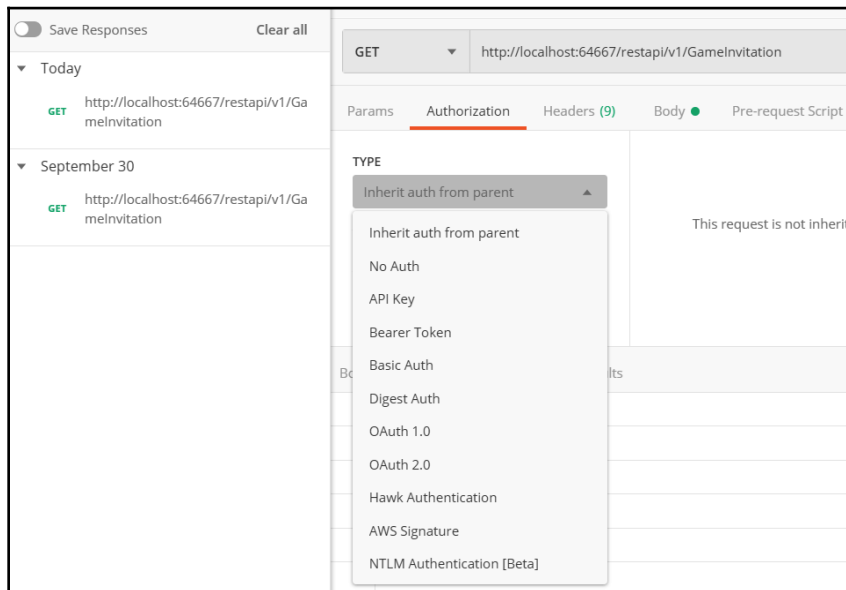 Save Responses
Clear all
Today
GET
http://localhost:64667/restapi/v1/Ga
meInvitation
September 30
GET
http://localhost:64667/restapi/v1/Ga
meInvitation
GET
http://localhost:64667/restapi/v1/GameInvitation
Params
Authorization
Headers (9)
Body
Pre-request Script
TYPE
Inherit auth from parent
Inherit auth from parent
No Auth
API Key
Bearer Token
Basic Auth
Digest Auth
OAuth 1.0
OAuth 2.0
Hawk Authentication
AWS Signature
NTLM Authentication [Beta]
This request is not